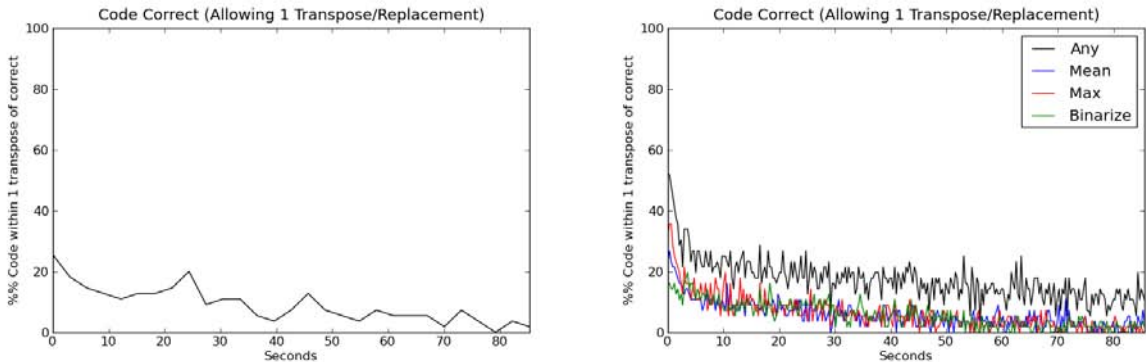 Code Correct (Allowing 1 Transpose/Replacement)
%% Code within 1 transpose of correct
100
80
60
40
20
0
0 10 20 30 40 50 60 70 80
Seconds
Code Correct (Allowing 1 Transpose/Replacement)
%% Code within 1 transpose of correct
100
80
60
40
20
0
Any
Mean
Max
Binarize
0 10 20 30 40 50 60 70 80
Seconds